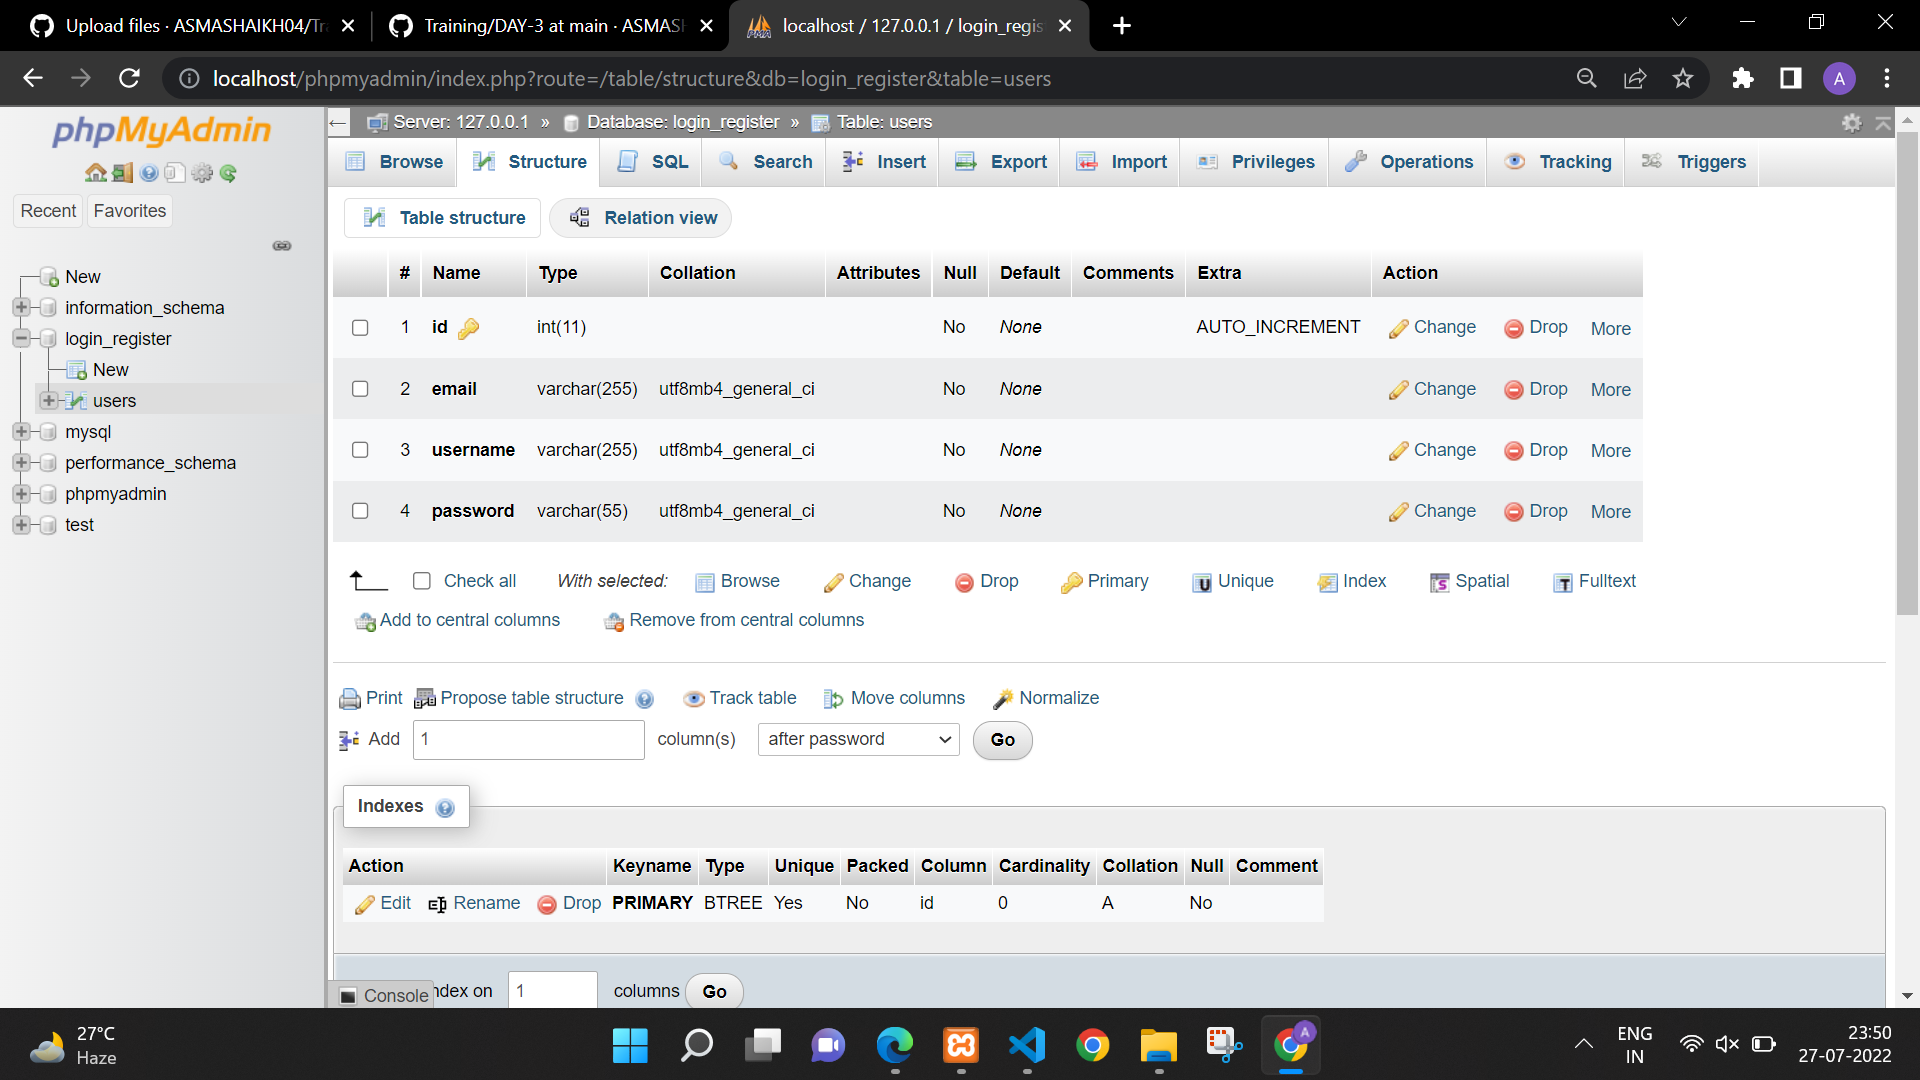 Upload files · ASMASHAIKH04/Tr
Training/DAY-3 at main · ASMASH
localhost / 127.0.0.1 / login_regis
localhost/phpmyadmin/index.php?route=/table/structure&db=login_register&table=users
A
phpMyAdmin
Recent Favorites
New
information_schema
login_register
New
users
mysql
performance_schema
phpmyadmin
test
Server: 127.0.0.1 » Database: login_register » Table: users
Browse Structure SQL Search Insert Export Import Privileges Operations Tracking Triggers
Table structure Relation view
# Name Type Collation Attributes Null Default Comments Extra Action
1 id int(11) No None AUTO_INCREMENT Change Drop More
2 email varchar(255) utf8mb4_general_ci No None Change Drop More
3 username varchar(255) utf8mb4_general_ci No None Change Drop More
4 password varchar(55) utf8mb4_general_ci No None Change Drop More
Check all With selected: Browse Change Drop Primary Unique Index Spatial Fulltext
Add to central columns Remove from central columns
Print Propose table structure Track table Move columns Normalize
Add 1 column(s) after password Go
Indexes
Action Keyname Type Unique Packed Column Cardinality Collation Null Comment
Edit Rename Drop PRIMARY BTREE Yes No id 0 A No
Console ndex on 1 columns Go
27°C
Haze
A
ENG
IN
23:50
27-07-2022